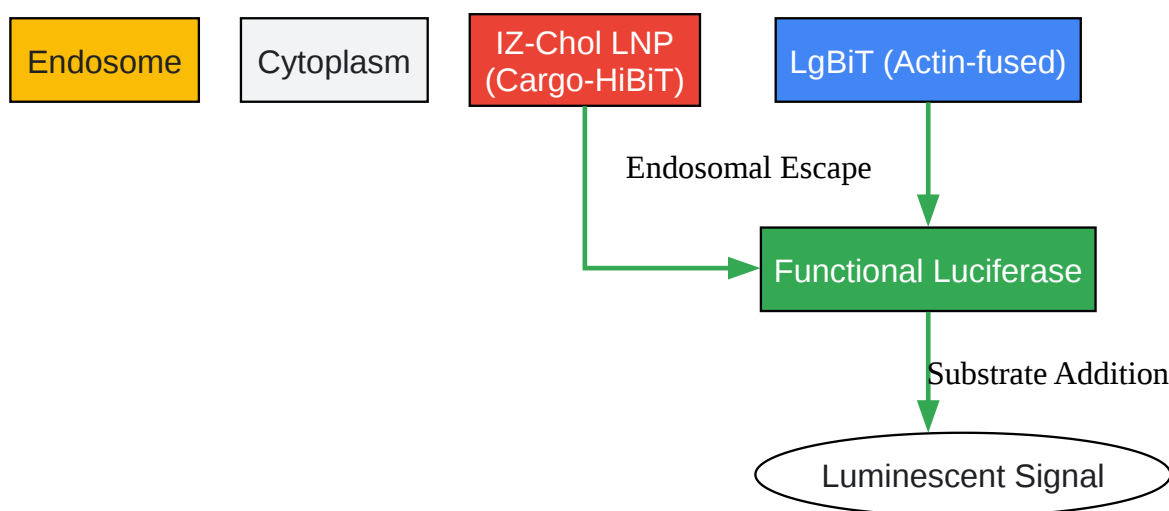 Endosome
Cytoplasm
IZ-Chol LNP
(Cargo-HiBiT)
LgBiT (Actin-fused)
Endosomal Escape
Functional Luciferase
Substrate Addition
Luminescent Signal